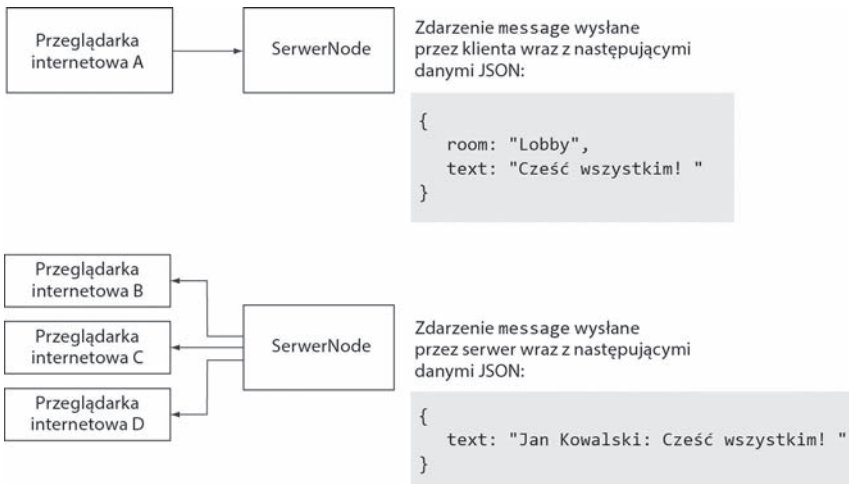 Przeglądarka
internetowa A
SerwerNode
Zdarzenie message wysłane
przez klienta wraz z następującymi
danymi JSON:
{
room: "Lobby",
text: "Cześć wszystkim! "
}
Przeglądarka
internetowa B
Przeglądarka
internetowa C
Przeglądarka
internetowa D
SerwerNode
Zdarzenie message wysłane
przez serwer wraz z następującymi
danymi JSON:
{
text: "Jan Kowalski: Cześć wszystkim! "
}